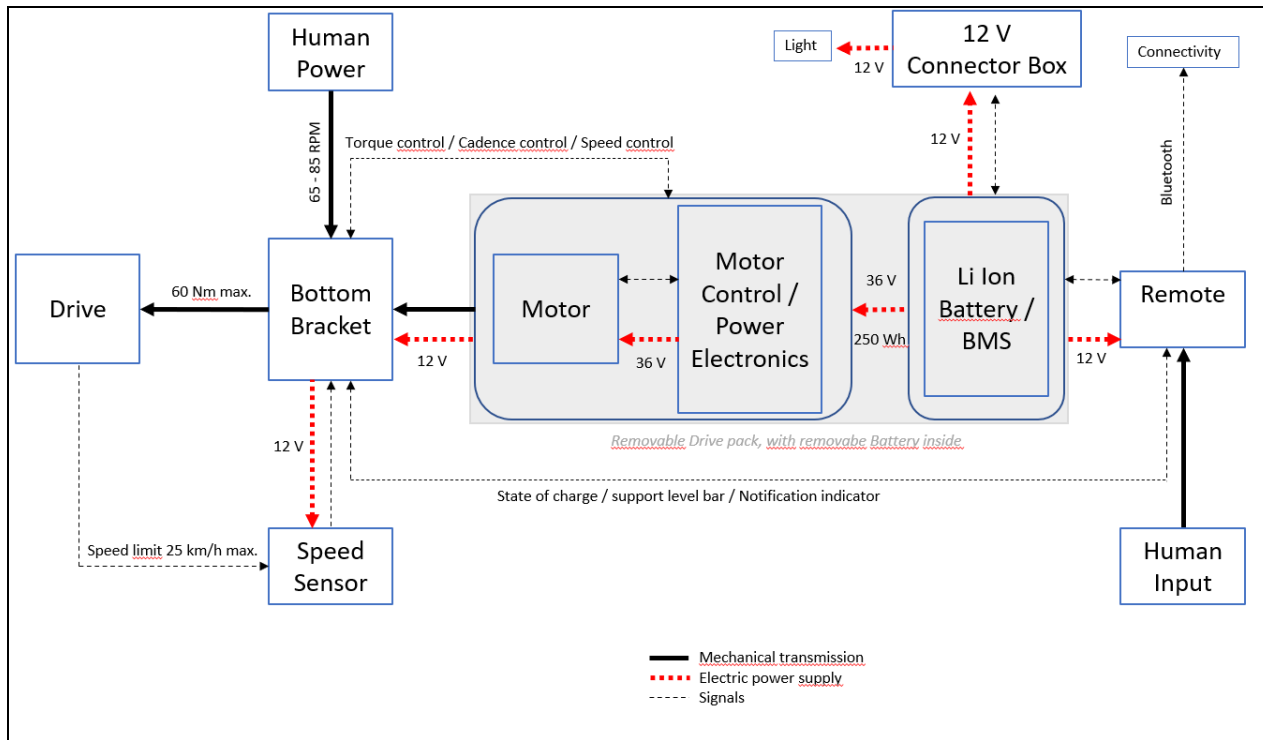 Human
Power
12 V
Connector Box
Light
12 V
Connectivity
65 - 85 RPM
Torque control / Cadence control / Speed control
12 V
Bluetooth
Drive
60 Nm max.
Bottom
Bracket
12 V
Motor
36 V
Motor
Control /
Power
Electronics
36 V
250 Wh
Li Ion
Battery /
BMS
12 V
Remote
Removable Drive pack, with removabe Battery inside
12 V
State of charge / support level bar / Notification indicator
Speed limit 25 km/h max.
Speed
Sensor
Human
Input
Mechanical transmission
Electric power supply
Signals